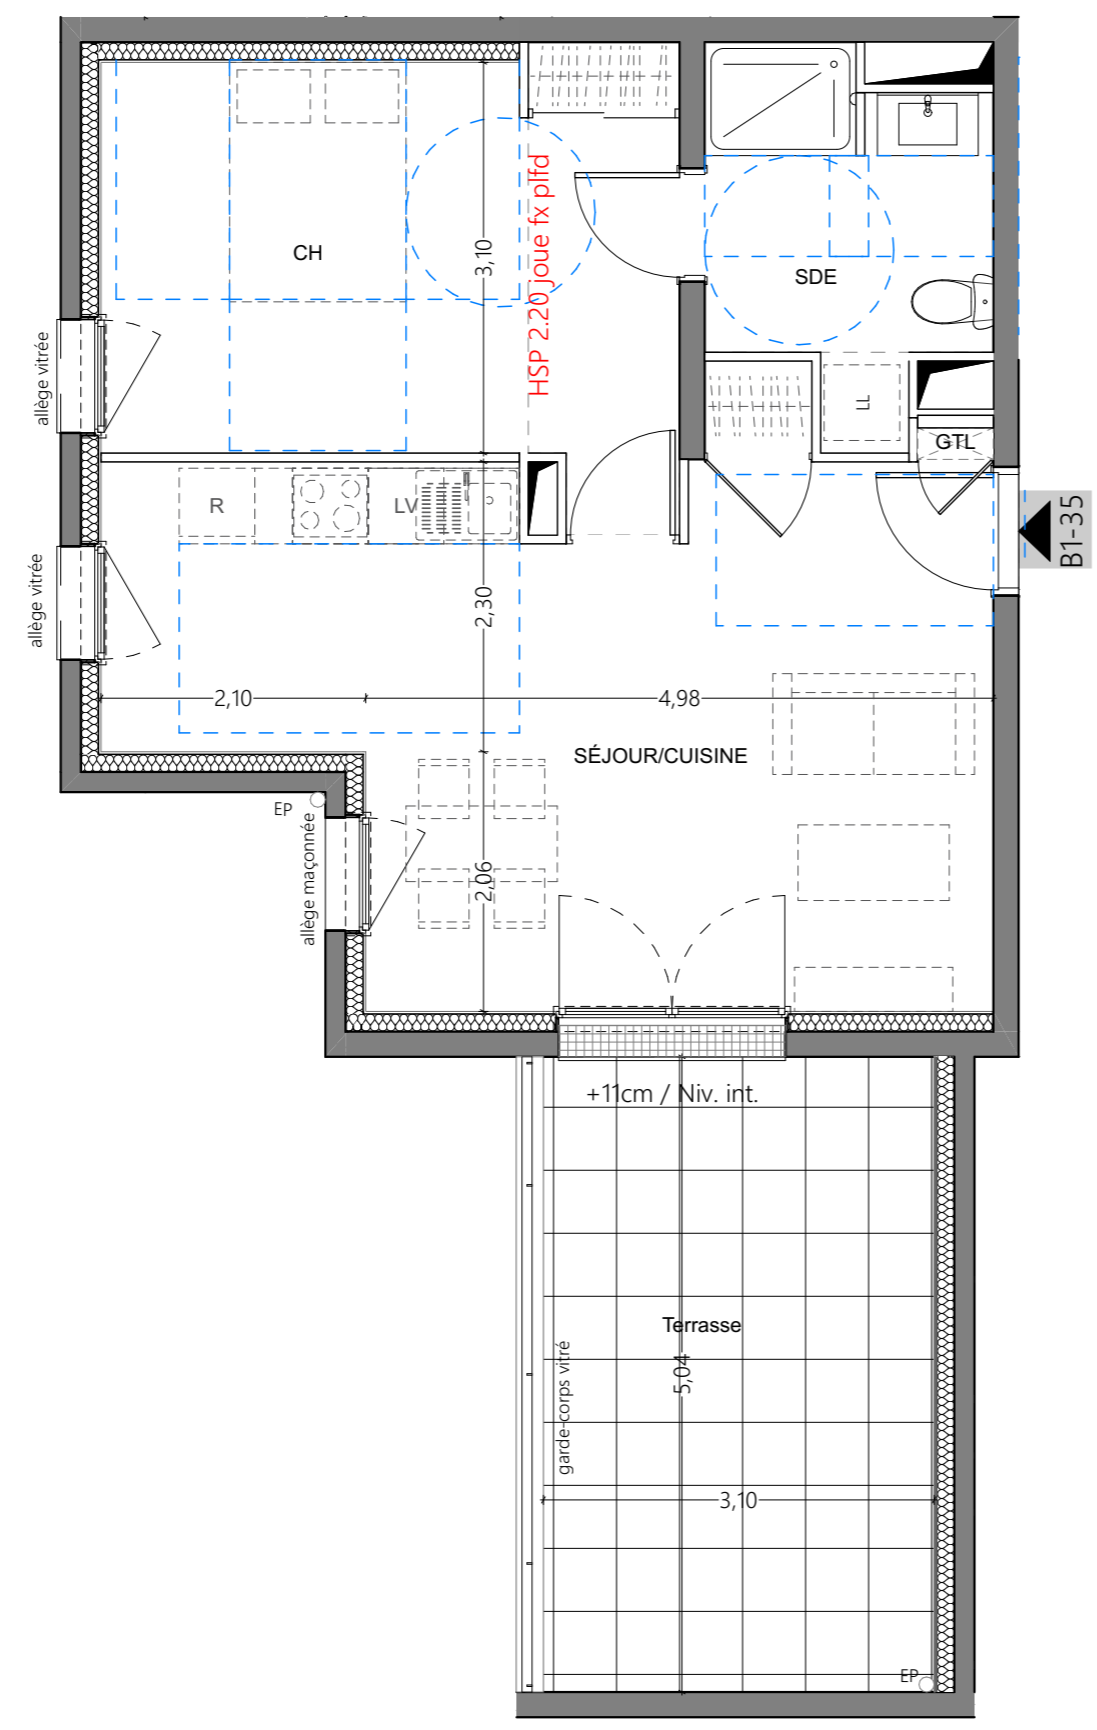 CH
3,10
HSP 2.20 joue fx plfd
SDE
allège vitrée
LL
GTL
R
LV
B1-35
allège vitrée
2,30
2,10
4,98
SÉJOUR/CUISINE
EP
allège maçonnée
2,06
+11cm / Niv. int.
Terrasse
garde-corps vitré
5,04
3,10
EP